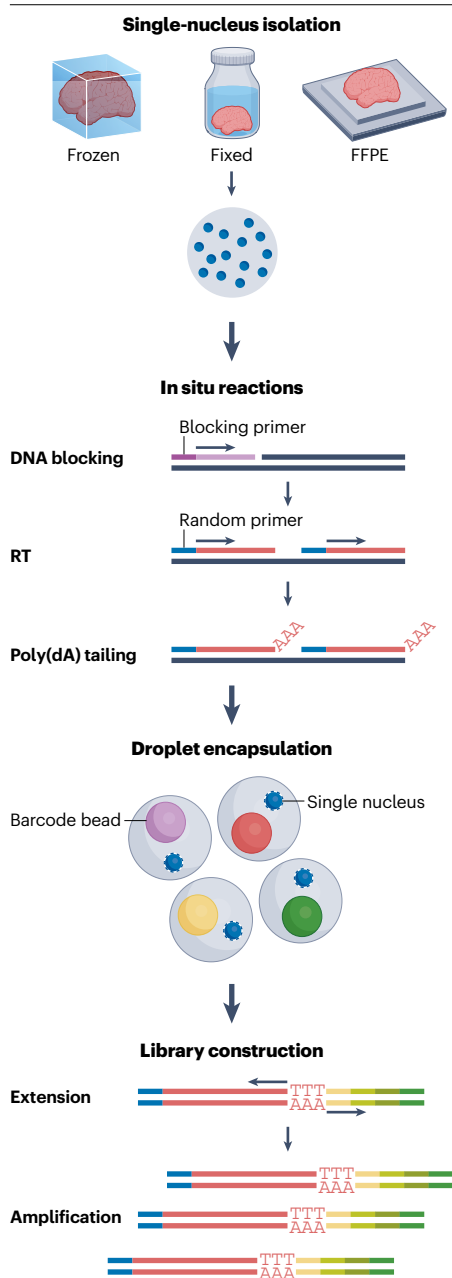 Single-nucleus isolation
Frozen
Fixed
FFPE
In situ reactions
Blocking primer
DNA blocking
Random primer
RT
AAA
AAA
Poly(dA) tailing
Droplet encapsulation
Single nucleus
Barcode bead
Library construction
TTT
Extension
AAA
TTT
AAA
TTT
Amplification
AAA
TTT
AAA